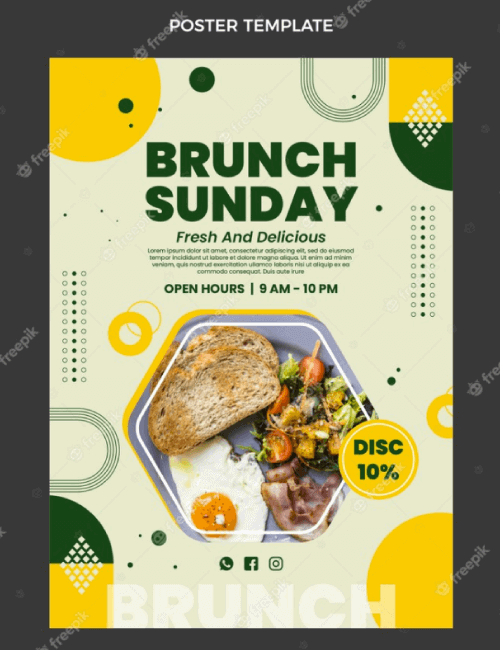 POSTER TEMPLATE
BRUNCH
SUNDAY
Fresh And Delicious
Lorem ipsum dolor sit amet, consectetur adipiscing elit, sed do eiusmod
tempor incididunt ut labore et dolore magna aliqua. Ut enim ad minim
veniam, quis nostrud exercitation ullamco laboris nisi ut aliquip ex ea
commodo consequat. Duis aute irure
OPEN HOURS | 9 AM - 10 PM
DISC
10%
BRUNCH
freepik
freepik
freepik
freepik
freepik
freepik
freepik
freepik
freepik